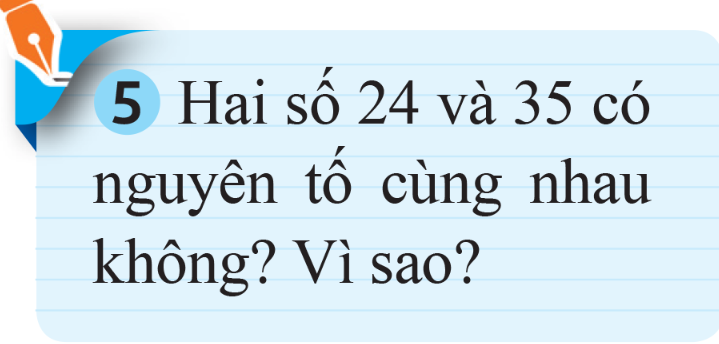 5 Hai số 24 và 35 có
nguyên tố cùng nhau
không? Vì sao?